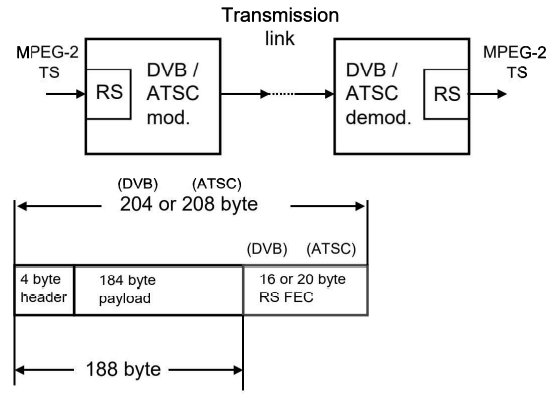 Transmission
link
MPEG-2
TS
RS
DVB /
ATSC
mod.
DVB /
ATSC
demod.
RS
MPEG-2
TS
(DVB) (ATSC)
204 or 208 byte
(DVB) (ATSC)
4 byte
header
184 byte
payload
16 or 20 byte
RS FEC
188 byte